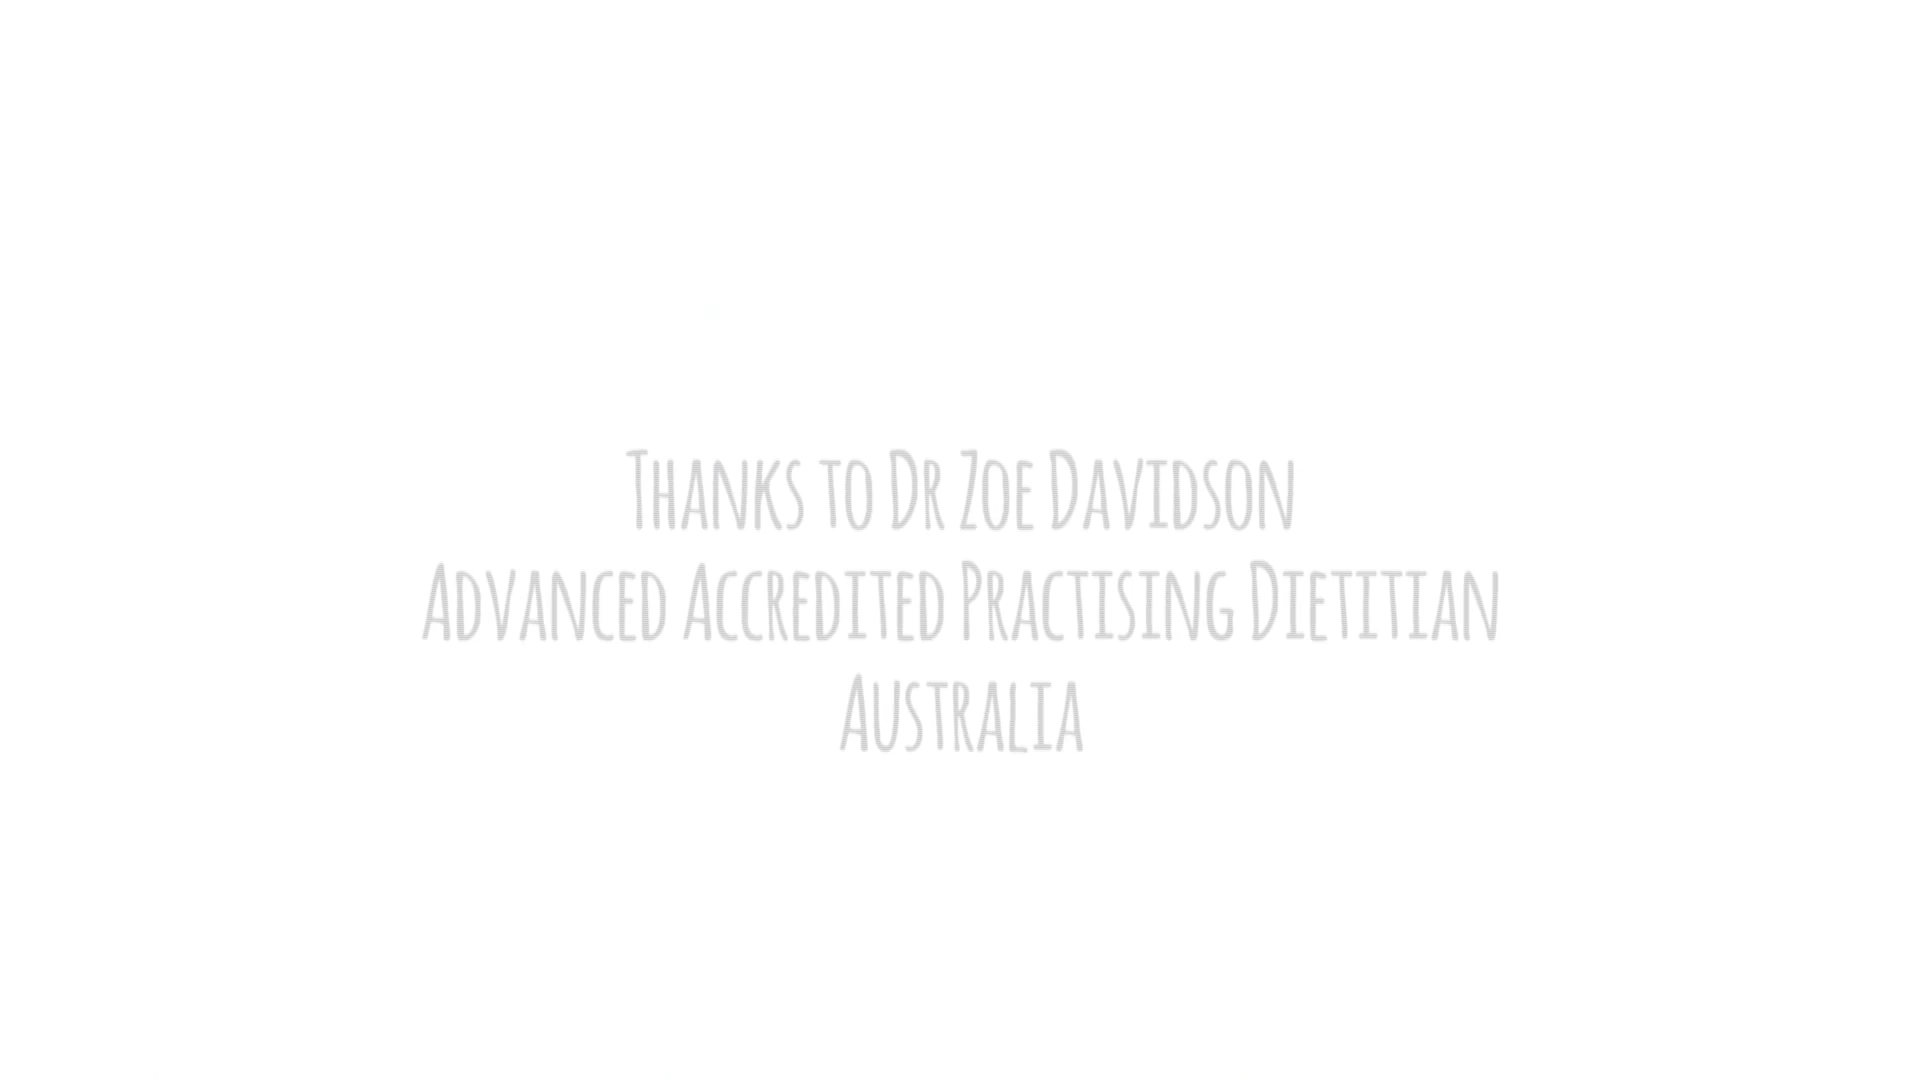 Thanks to Dr Zoe Davidson
Advanced Accredited Practising Dietitian
Australia